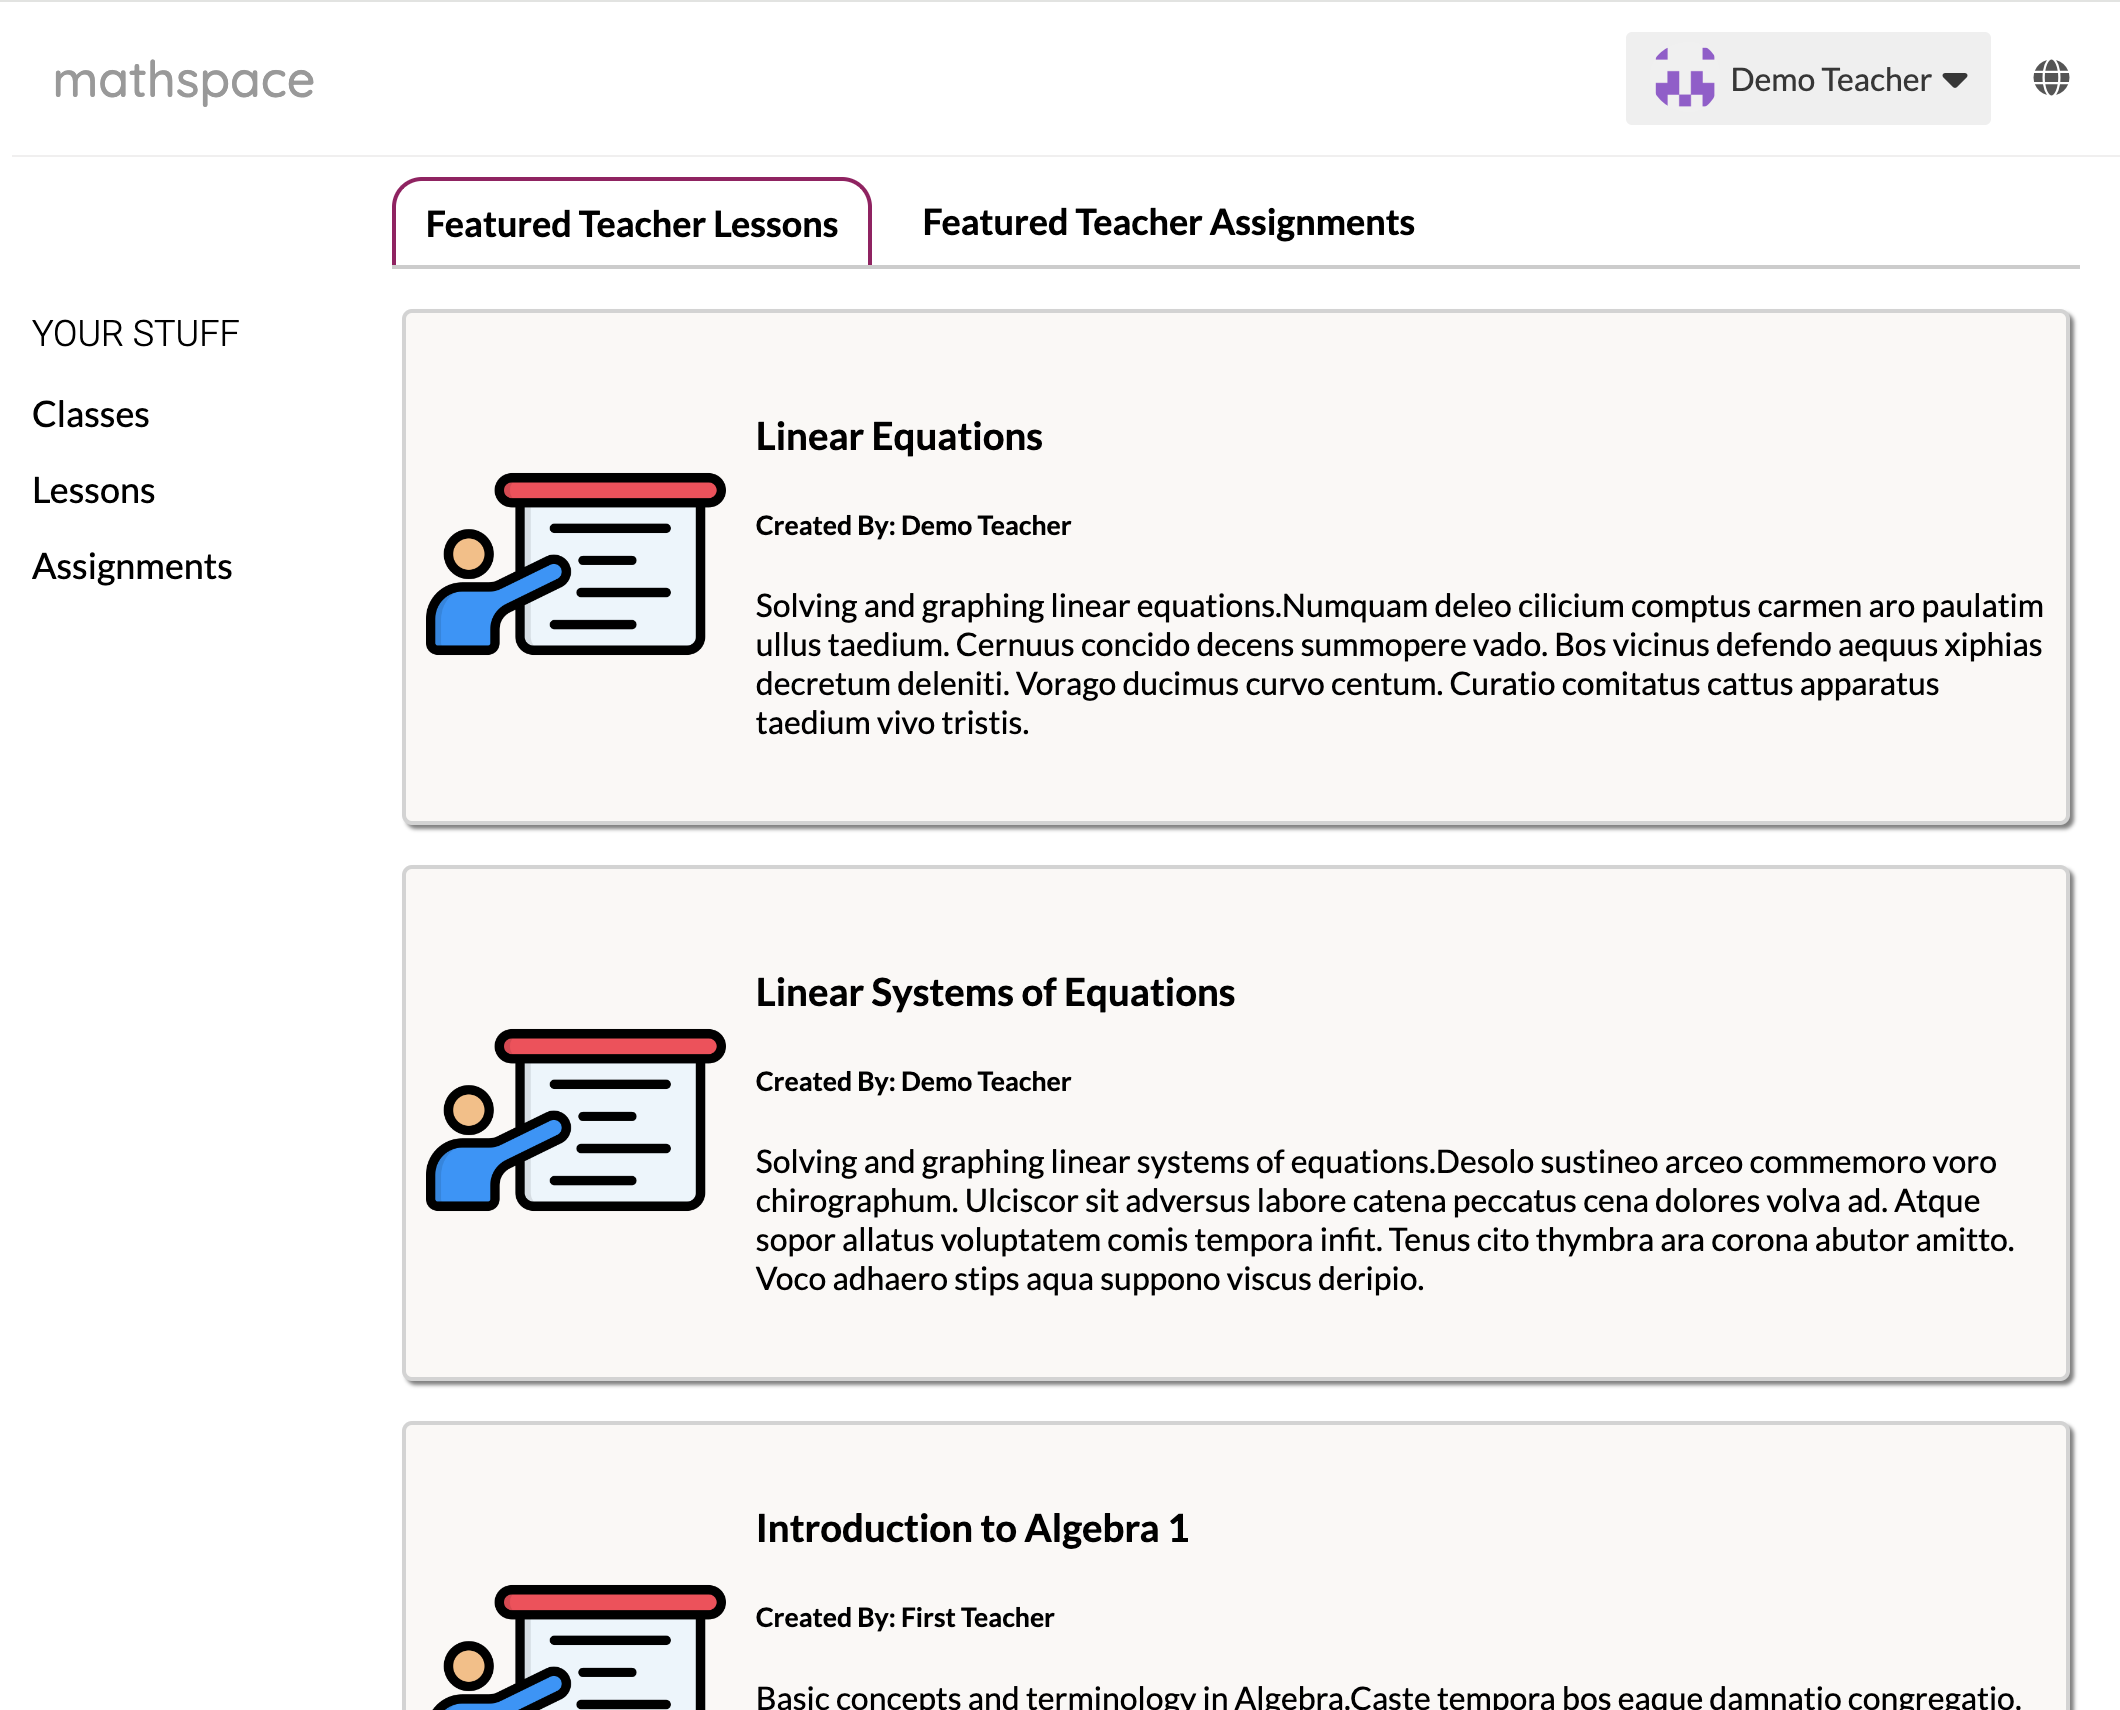 mathspace
Demo Teacher
Featured Teacher Lessons
Featured Teacher Assignments
YOUR STUFF
Classes
Lessons
Assignments
Linear Equations
Created By: Demo Teacher
Solving and graphing linear equations.Numquam deleo cilicium comptus carmen aro paulatim
ullus taedium. Cernuus concido decens summopere vado. Bos vicinus defendo aequus xiphias
decretum deleniti. Vorago ducimus curvo centum. Curatio comitatus cattus apparatus
taedium vivo tristis.
Linear Systems of Equations
Created By: Demo Teacher
Solving and graphing linear systems of equations.Desolo sustineo arceo commemoro voro
chirographum. Ulciscor sit adversus labore catena peccatus cena dolores volva ad. Atque
sopor allatus voluptatem comis tempora infit. Tenus cito thymbra ara corona abutor amitto.
Voco adhaero stips aqua suppono viscus deripio.
Introduction to Algebra 1
Created By: First Teacher
Basic concepts and terminology in Algebra.Caste tempora bos eaque damnatio congregatio.